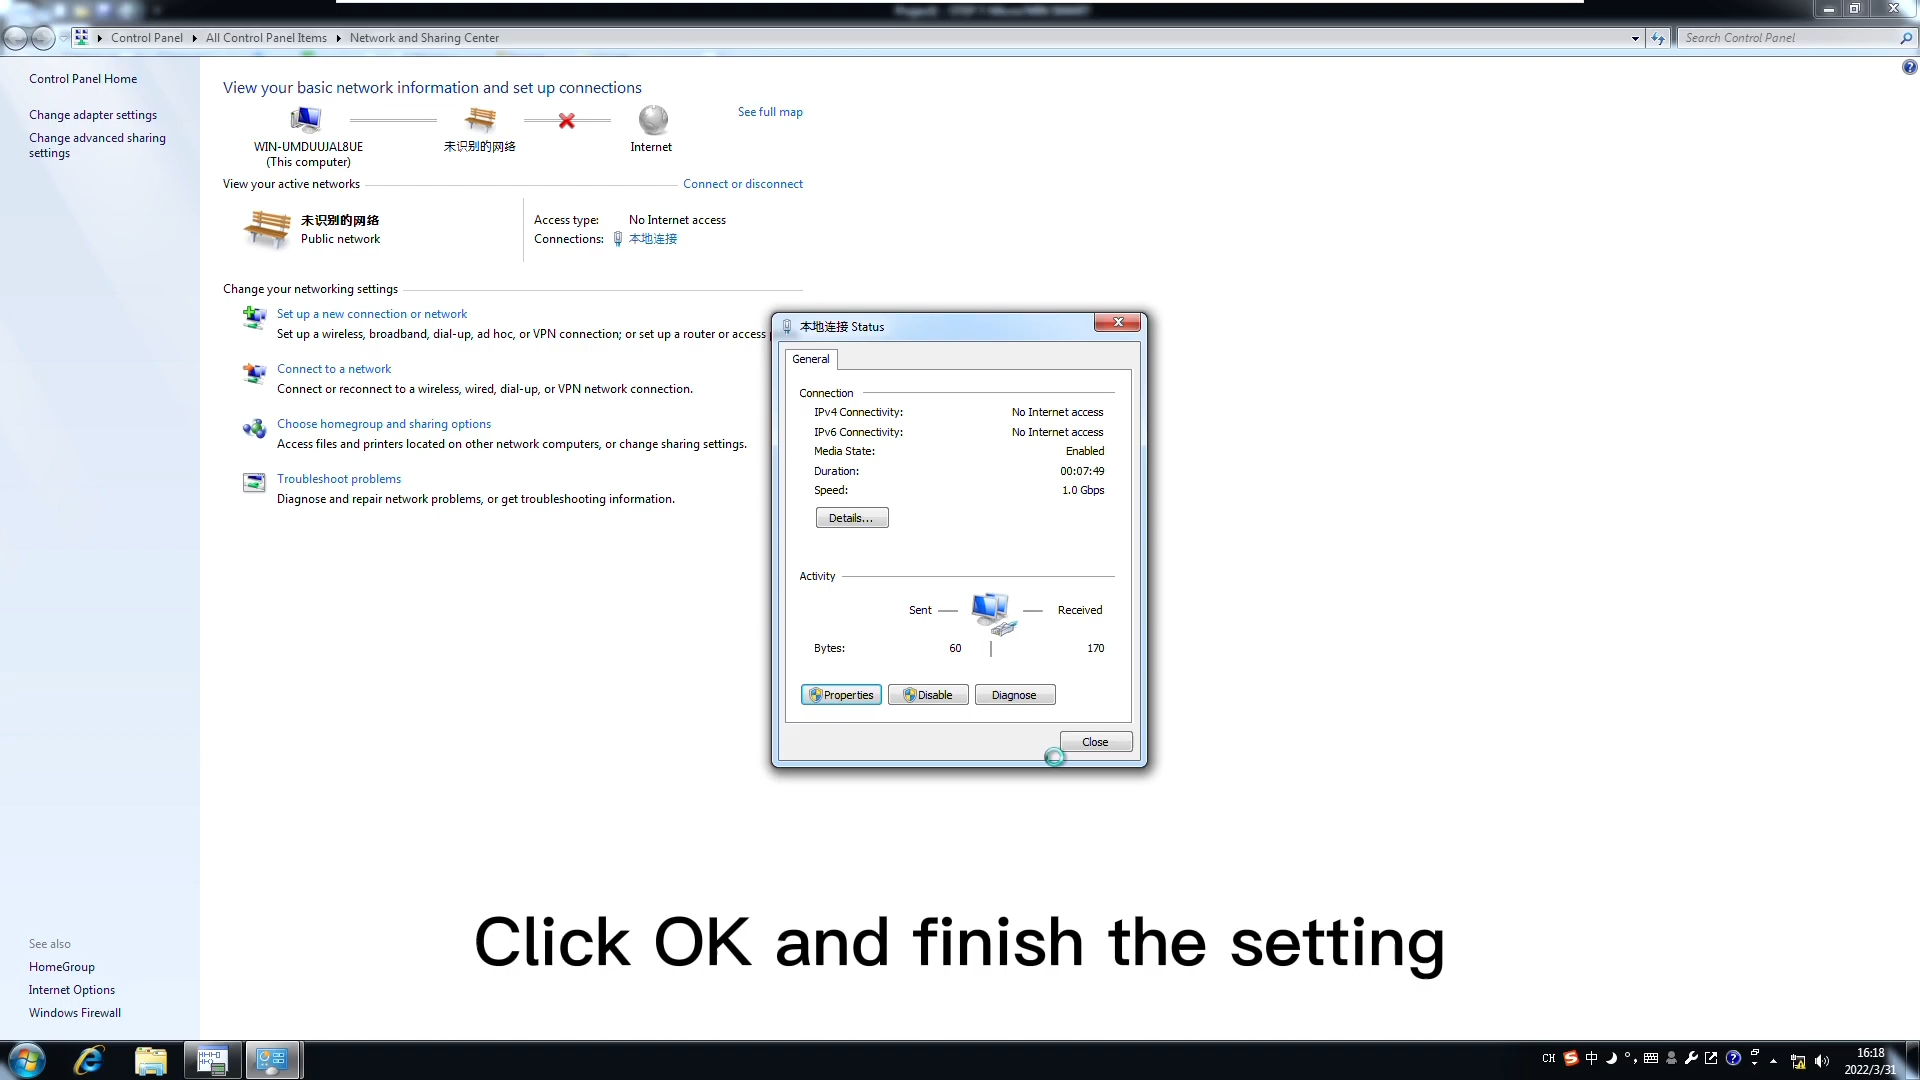 Control Panel
All Control Panel Items
Network and Sharing Center
Search Control Panel
Control Panel Home
Change adapter settings
Change advanced sharing
settings
View your basic network information and set up connections
See full map
WIN-UMDUUJAL8UE
(This computer)
未识别的网络
Internet
View your active networks
Connect or disconnect
未识别的网络
Public network
Access type: No Internet access
Connections: 本地连接
Change your networking settings
Set up a new connection or network
Set up a wireless, broadband, dial-up, ad hoc, or VPN connection; or set up a router or access
Connect to a network
Connect or reconnect to a wireless, wired, dial-up, or VPN network connection.
Choose homegroup and sharing options
Access files and printers located on other network computers, or change sharing settings.
Troubleshoot problems
Diagnose and repair network problems, or get troubleshooting information.
本地连接 Status
General
Connection
IPv4 Connectivity: No Internet access
IPv6 Connectivity: No Internet access
Media State: Enabled
Duration: 00:07:49
Speed: 1.0 Gbps
Details...
Activity
Sent
Received
Bytes: 60 170
Properties
Disable
Diagnose
Close
Click OK and finish the setting
See also
HomeGroup
Internet Options
Windows Firewall
CH
中
16:18
2022/3/31